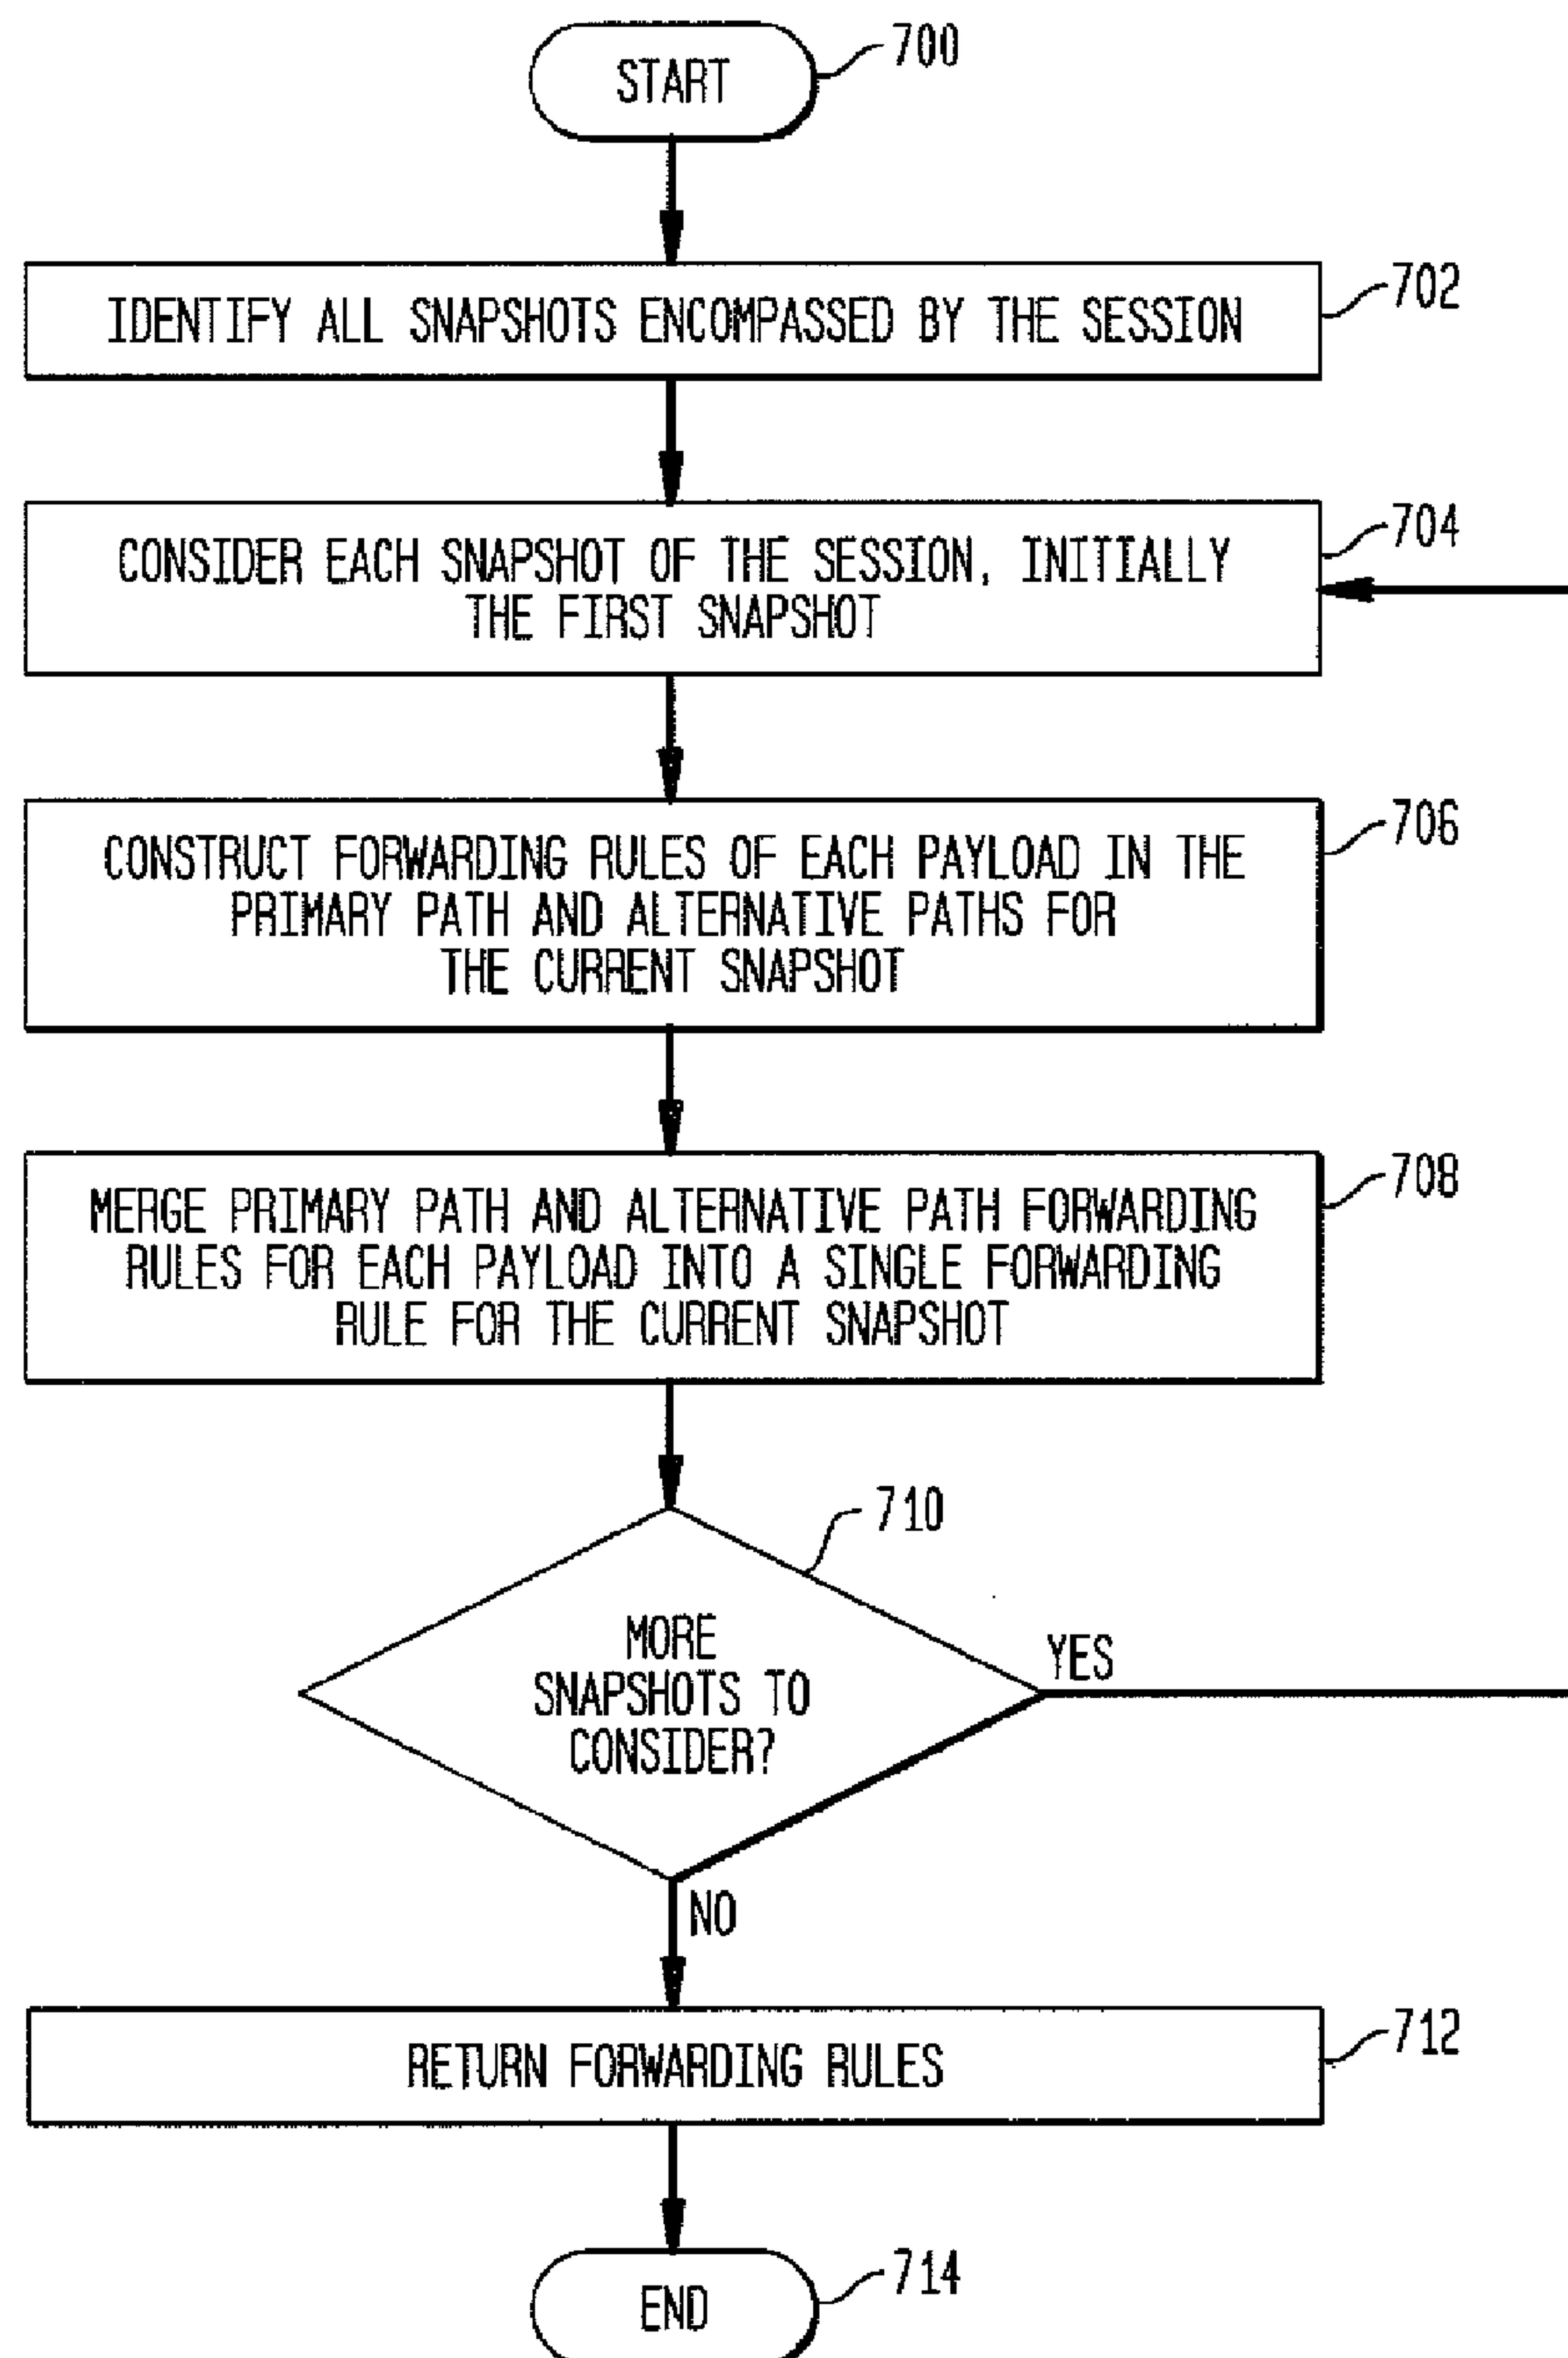 START
700
IDENTIFY ALL SNAPSHOTS ENCOMPASSED BY THE SESSION
702
CONSIDER EACH SNAPSHOT OF THE SESSION, INITIALLY
THE FIRST SNAPSHOT
704
CONSTRUCT FORWARDING RULES OF EACH PAYLOAD IN THE
PRIMARY PATH AND ALTERNATIVE PATHS FOR
THE CURRENT SNAPSHOT
706
MERGE PRIMARY PATH AND ALTERNATIVE PATH FORWARDING
RULES FOR EACH PAYLOAD INTO A SINGLE FORWARDING
RULE FOR THE CURRENT SNAPSHOT
708
710
MORE
SNAPSHOTS TO
CONSIDER?
YES
NO
RETURN FORWARDING RULES
712
END
714